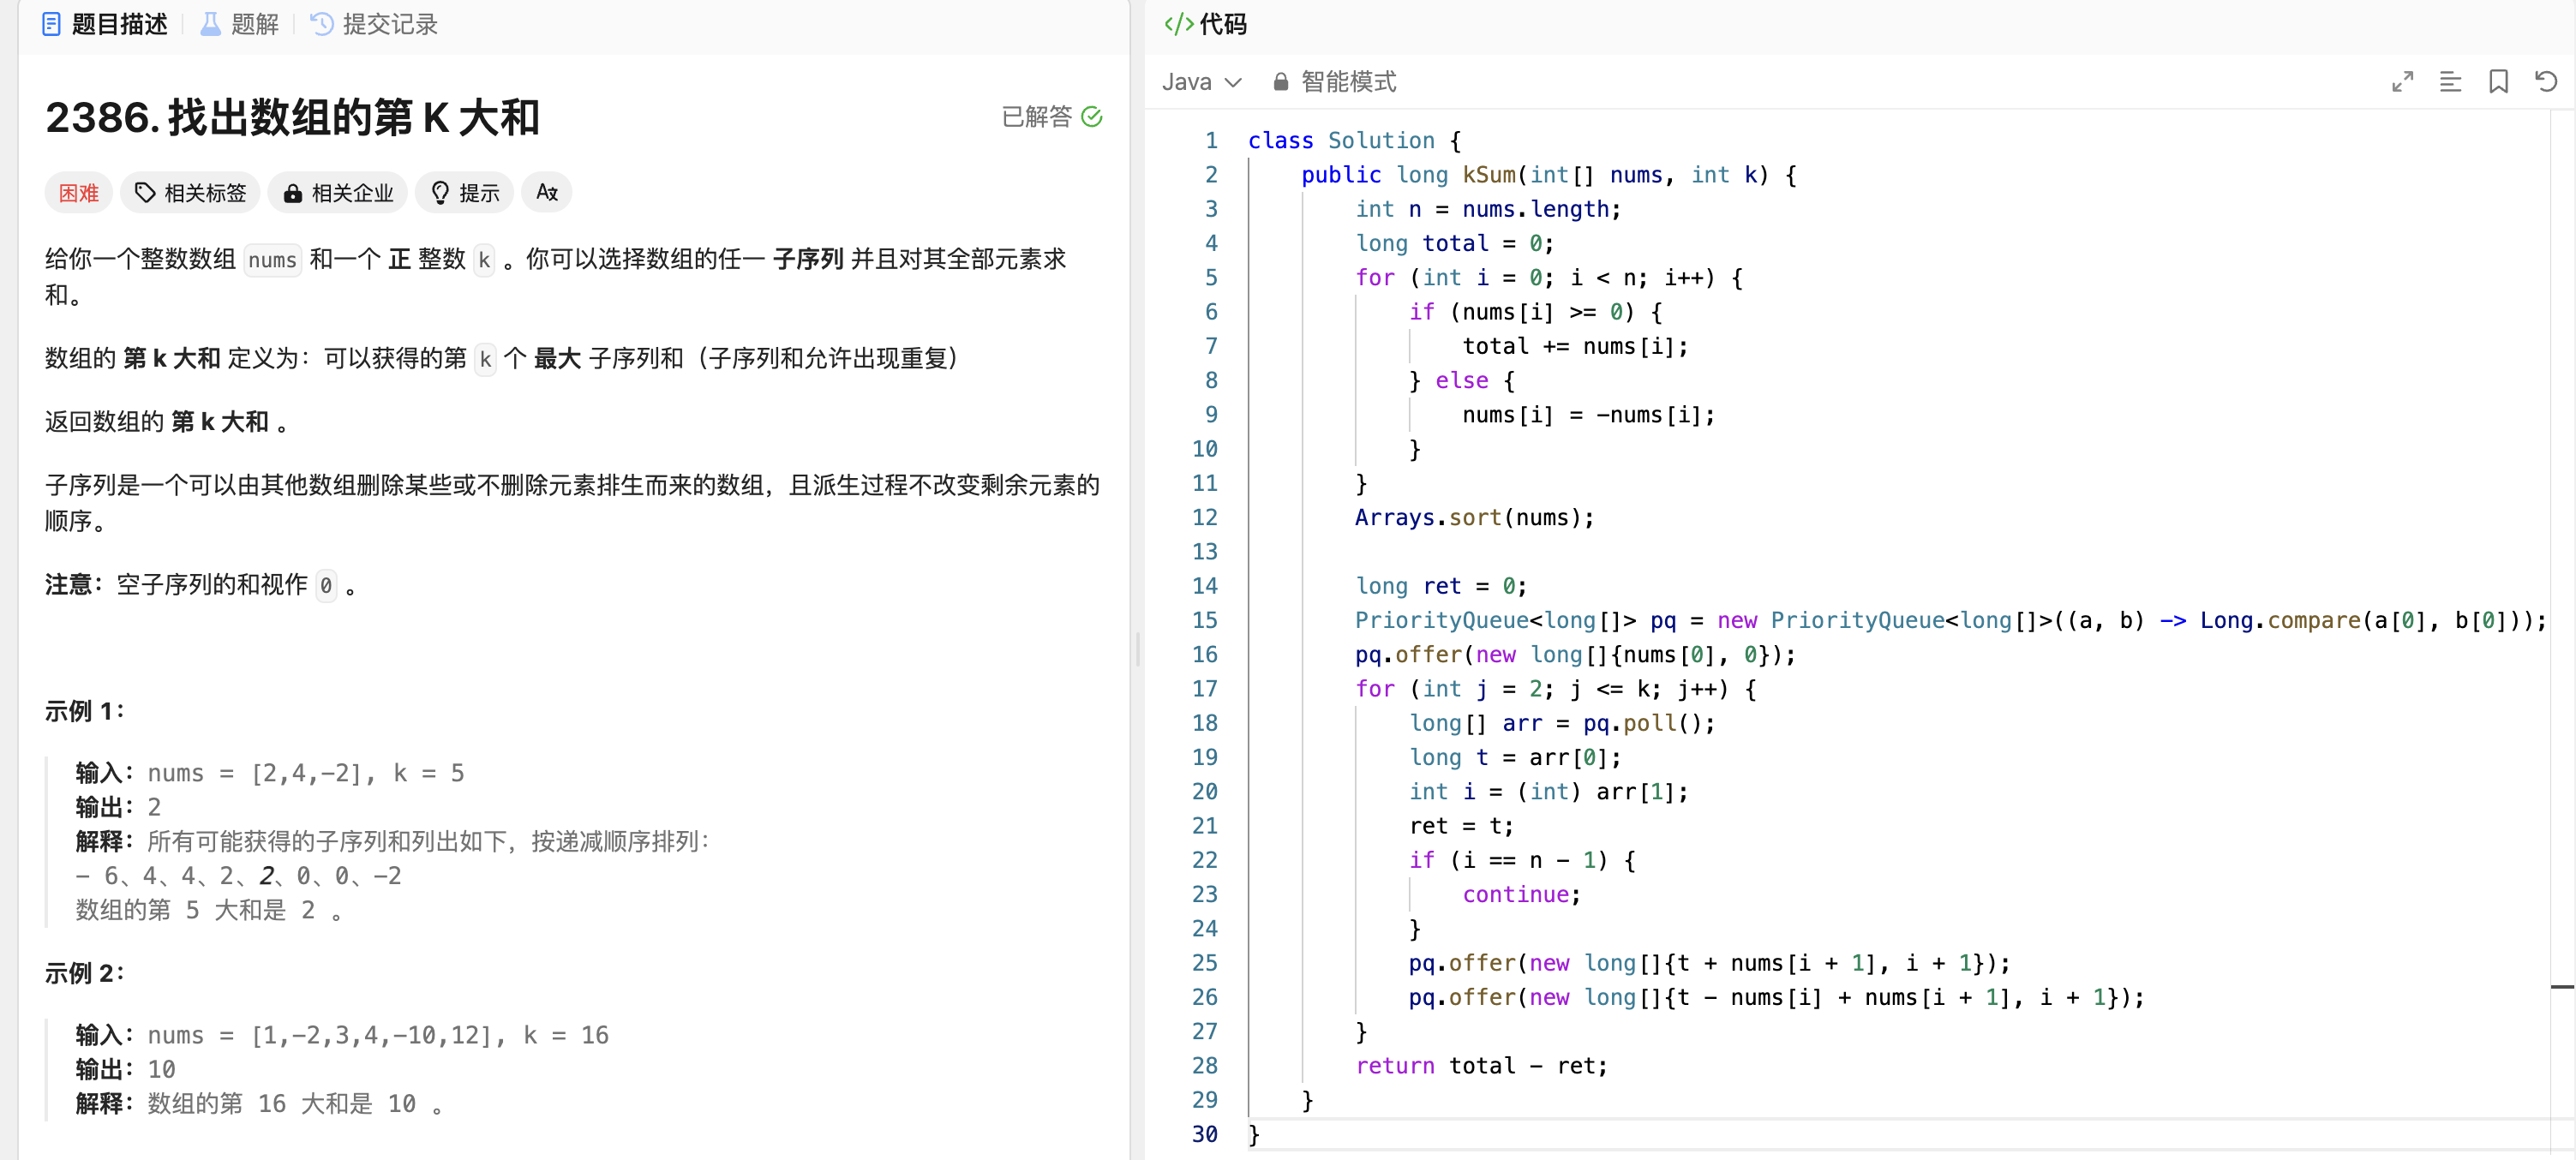 题目描述 题解 提交记录
2386. 找出数组的第 K 大和
已解答
困难 相关标签 相关企业 提示
给你一个整数数组 nums 和一个 正 整数 k 。你可以选择数组的任一 子序列 并且对其全部元素求
和。
数组的 第 k 大和 定义为：可以获得的第 k 个 最大 子序列和（子序列和允许出现重复）
返回数组的 第 k 大和 。
子序列是一个可以由其他数组删除某些或不删除元素排生而来的数组，且派生过程不改变剩余元素的
顺序。
注意：空子序列的和视作 0 。
示例 1：
输入：nums = [2,4,-2], k = 5
输出：2
解释：所有可能获得的子序列和列出如下，按递减顺序排列：
- 6、4、4、2、2、0、0、-2
数组的第 5 大和是 2 。
示例 2：
输入：nums = [1,-2,3,4,-10,12], k = 16
输出：10
解释：数组的第 16 大和是 10 。
</> 代码
Java 智能模式
1 class Solution {
2     public long kSum(int[] nums, int k) {
3         int n = nums.length;
4         long total = 0;
5         for (int i = 0; i < n; i++) {
6             if (nums[i] >= 0) {
7                 total += nums[i];
8             } else {
9                 nums[i] = -nums[i];
10             }
11         }
12         Arrays.sort(nums);
13
14         long ret = 0;
15         PriorityQueue<long[]> pq = new PriorityQueue<long[]>((a, b) -> Long.compare(a[0], b[0]));
16         pq.offer(new long[]{nums[0], 0});
17         for (int j = 2; j <= k; j++) {
18             long[] arr = pq.poll();
19             long t = arr[0];
20             int i = (int) arr[1];
21             ret = t;
22             if (i == n - 1) {
23                 continue;
24             }
25             pq.offer(new long[]{t + nums[i + 1], i + 1});
26             pq.offer(new long[]{t - nums[i] + nums[i + 1], i + 1});
27         }
28         return total - ret;
29     }
30 }